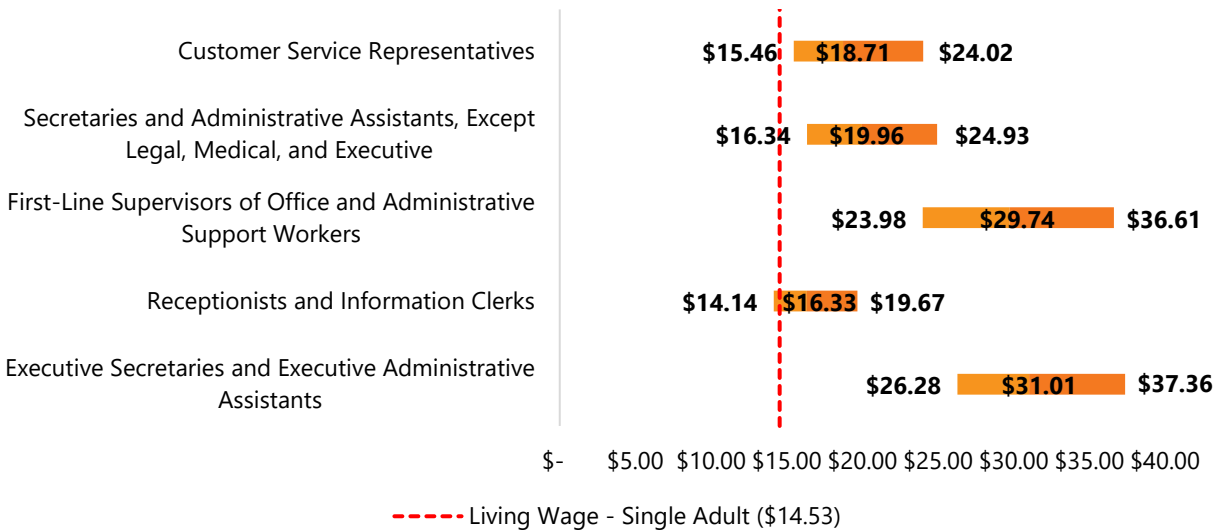 Customer Service Representatives
$15.46 $18.71 $24.02
Secretaries and Administrative Assistants, Except
Legal, Medical, and Executive
$16.34 $19.96 $24.93
First-Line Supervisors of Office and Administrative
Support Workers
$23.98 $29.74 $36.61
Receptionists and Information Clerks
$14.14 $16.33 $19.67
Executive Secretaries and Executive Administrative
Assistants
$26.28 $31.01 $37.36
$- $5.00 $10.00 $15.00 $20.00 $25.00 $30.00 $35.00 $40.00
Living Wage - Single Adult ($14.53)